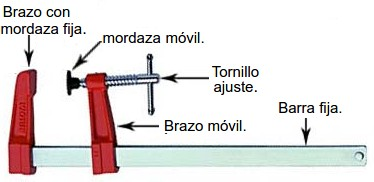 Brazo con
mordaza fija.
mordaza móvil.
Tornillo
ajuste.
Barra fija.
Brazo móvil.